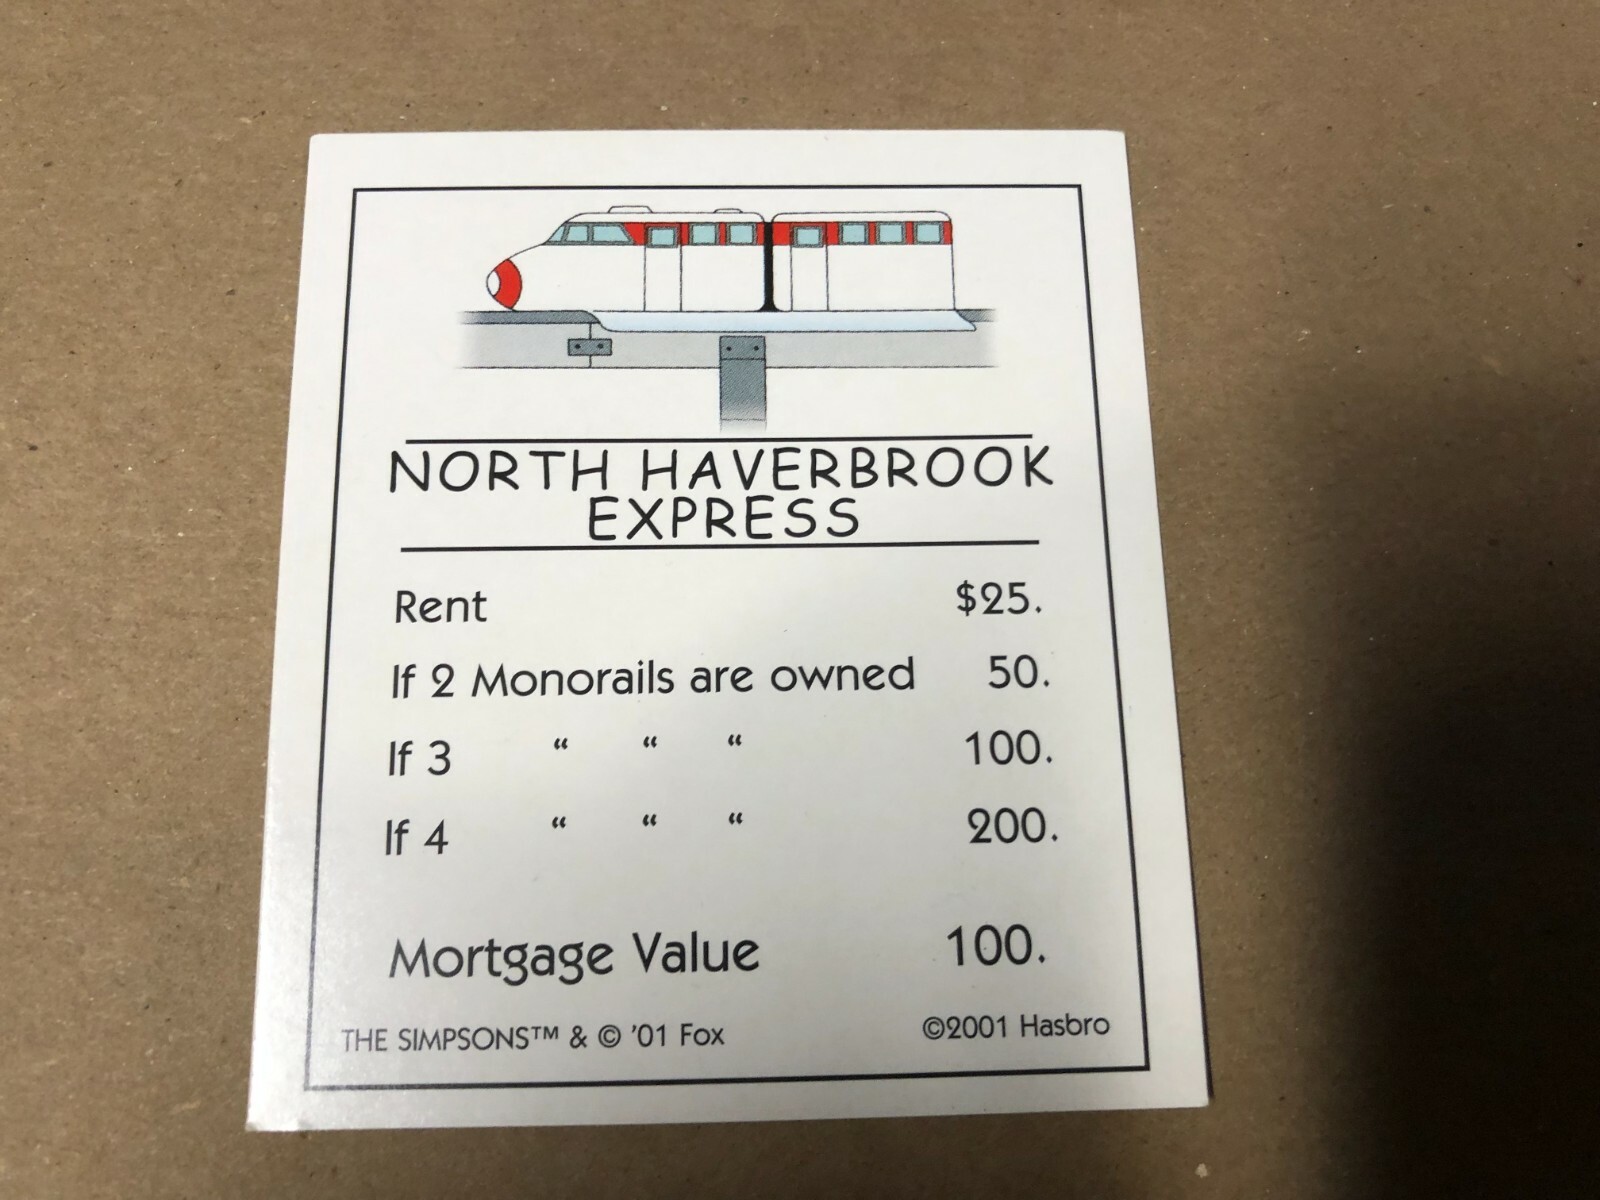 NORTH HAVERBROOK
EXPRESS
Rent $25.
If 2 Monorails are owned 50.
If 3 “ “ “ 100.
If 4 “ “ “ 200.
Mortgage Value 100.
THE SIMPSONS™ & © '01 Fox ©2001 Hasbro